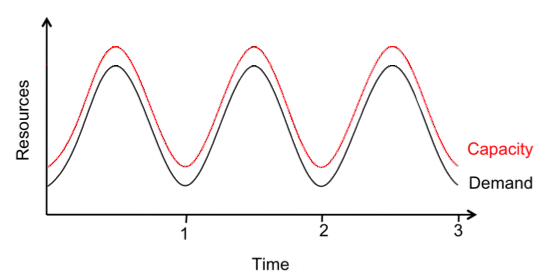 Resources
Capacity
Demand
1
2
3
Time